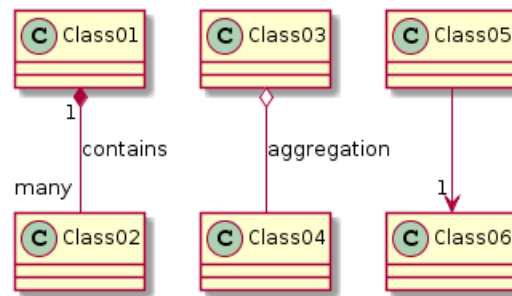 C Class01 C Class03 C Class05
1
contains aggregation
many 1
C Class02 C Class04 C Class06